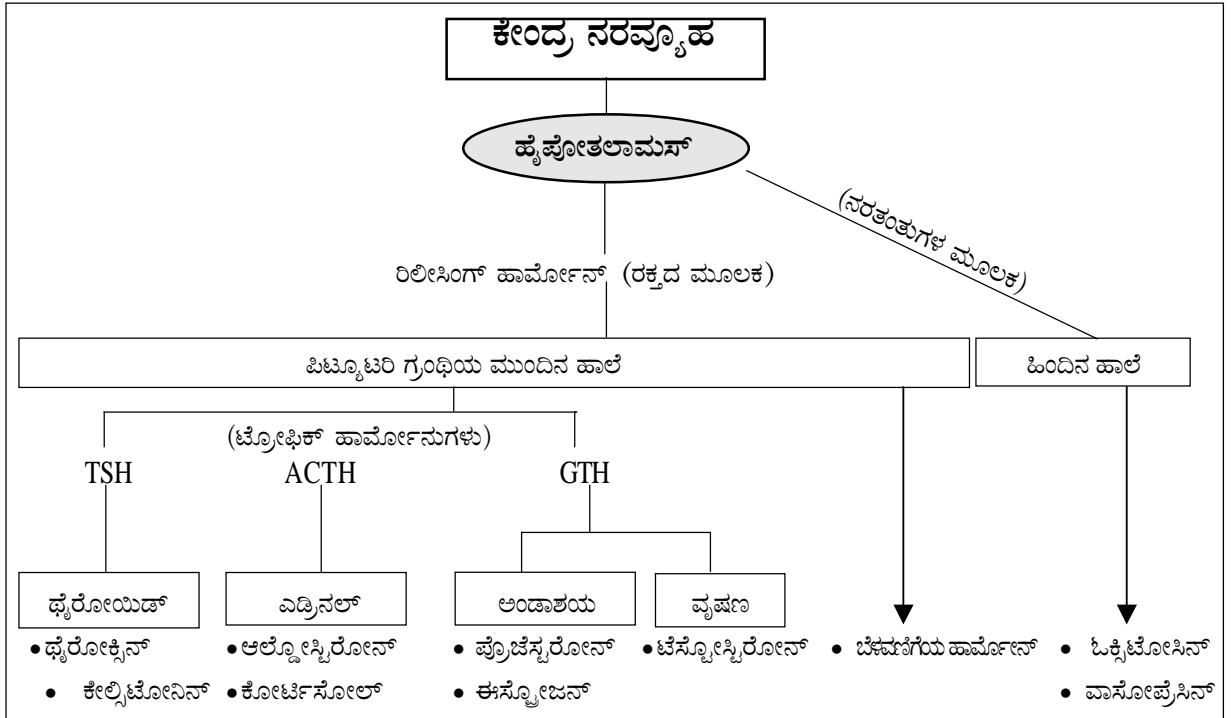 ಕೇಂದ್ರ ನರವ್ಯೂಹ
ಹೈಪೋತಲಾಮಸ್
(ನರತಂತುಗಳ ಮೂಲಕ)
ರಿಲೀಸಿಂಗ್ ಹಾರ್ಮೋನ್ (ರಕ್ತದ ಮೂಲಕ)
ಪಿಟ್ಯೂಟರಿ ಗ್ರಂಥಿಯ ಮುಂದಿನ ಹಾಲೆ
ಹಿಂದಿನ ಹಾಲೆ
(ಟ್ರೋಫಿಕ್ ಹಾರ್ಮೋನುಗಳು)
TSH ACTH GTH
ಥೈರೋಯಿಡ್ ಎಡ್ರಿನಲ್ ಅಂಡಾಶಯ ವೃಷಣ
•ಥೈರೋಕ್ಸಿನ್ •ಆಲ್ಡೋಸ್ಟಿರೋನ್ • ಪ್ರೊಜೆಸ್ಟರೋನ್ •ಟೆಸ್ಟೋಸ್ಟಿರೋನ್ • ಬೆಳವಣಿಗೆಯ ಹಾರ್ಮೋನ್ • ಓಕ್ಸಿಟೋಸಿನ್
• ಕೇಲ್ಸಿಟೋನಿನ್ •ಕೋರ್ಟಿಸೋಲ್ • ಈಸ್ಟ್ರೋಜನ್ • ವಾಸೋಪ್ರೆಸಿನ್